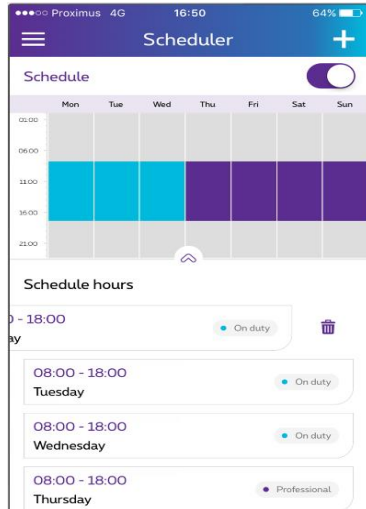 Proximus 4G 16:50 64%
Scheduler
Schedule
Mon Tue Wed Thu Fri Sat Sun
01:00
06:00
11:00
16:00
21:00
Schedule hours
0 - 18:00
On duty
ay
08:00 - 18:00
On duty
Tuesday
08:00 - 18:00
On duty
Wednesday
08:00 - 18:00
Professional
Thursday